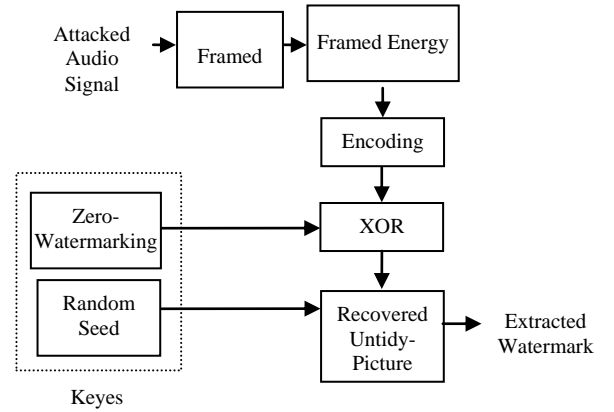 Attacked
Audio
Signal
Framed
Framed Energy
Encoding
Zero-
Watermarking
XOR
Random
Seed
Recovered
Untidy-
Picture
Extracted
Watermark
Keyes